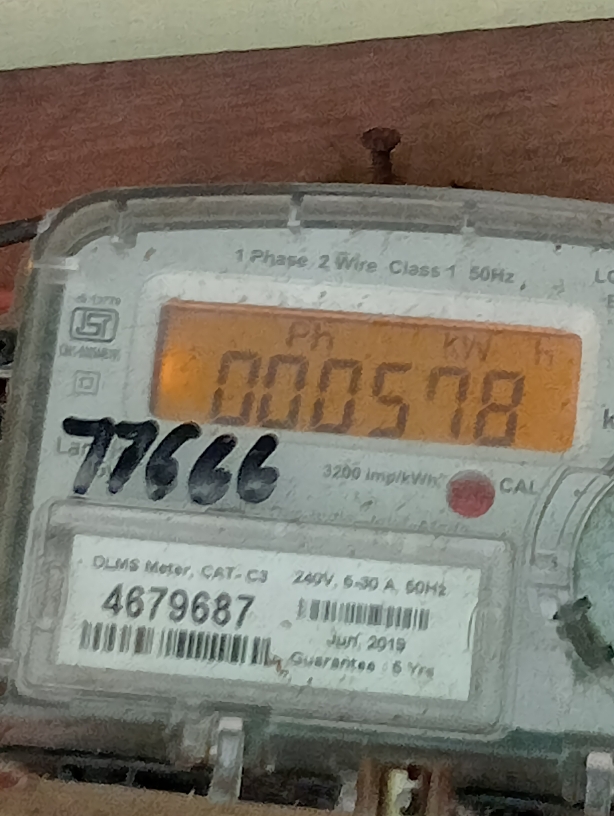 1 Phase 2 Wire Class 1 50Hz
Ph kW h
000578
77666
3200 imp/kWh
CAL
DLMS Meter, CAT- C3
240V, 5-30 A, 50Hz
4679687
Jun, 2019
Guarantee : 5 Yrs